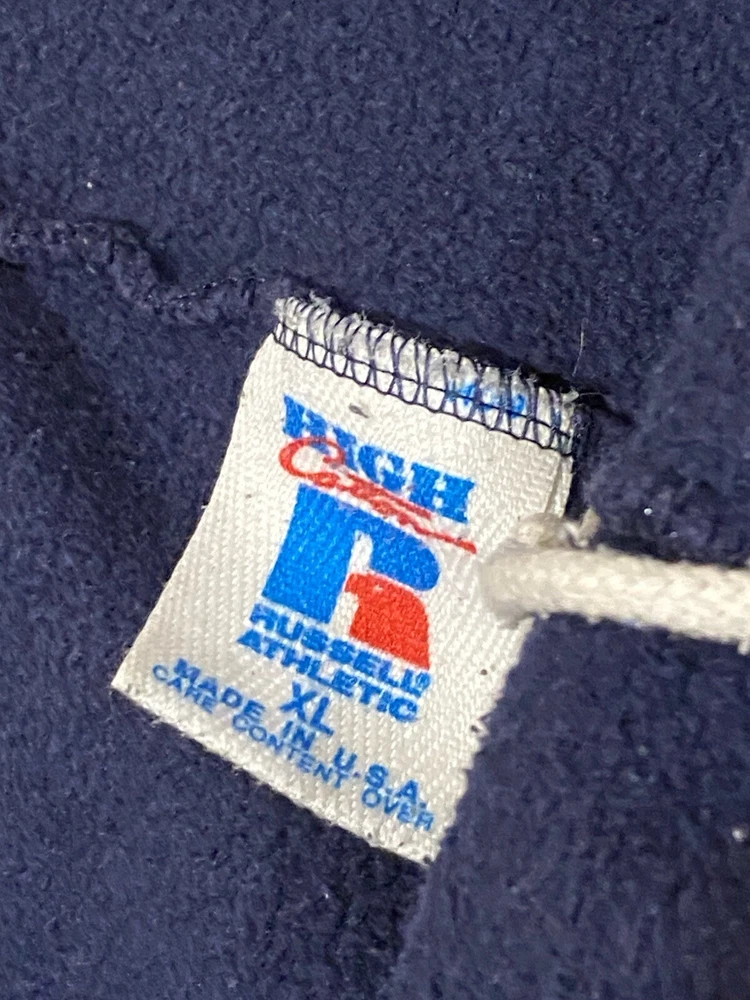 HIGH
Cotton
R
RUSSELL
ATHLETIC
XL
MADE IN U.S.A.
CARE CONTENT OVER